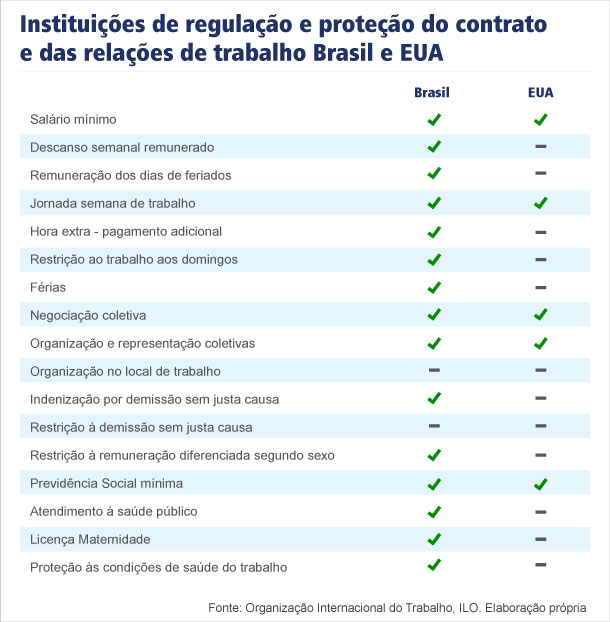 Instituições de regulação e proteção do contrato
e das relações de trabalho Brasil e EUA
Brasil EUA
Salário mínimo
Descanso semanal remunerado
Remuneração dos dias de feriados
Jornada semana de trabalho
Hora extra - pagamento adicional
Restrição ao trabalho aos domingos
Férias
Negociação coletiva
Organização e representação coletivas
Organização no local de trabalho
Indenização por demissão sem justa causa
Restrição à demissão sem justa causa
Restrição à remuneração diferenciada segundo sexo
Previdência Social mínima
Atendimento à saúde público
Licença Maternidade
Proteção às condições de saúde do trabalho
Fonte: Organização Internacional do Trabalho, ILO. Elaboração própria